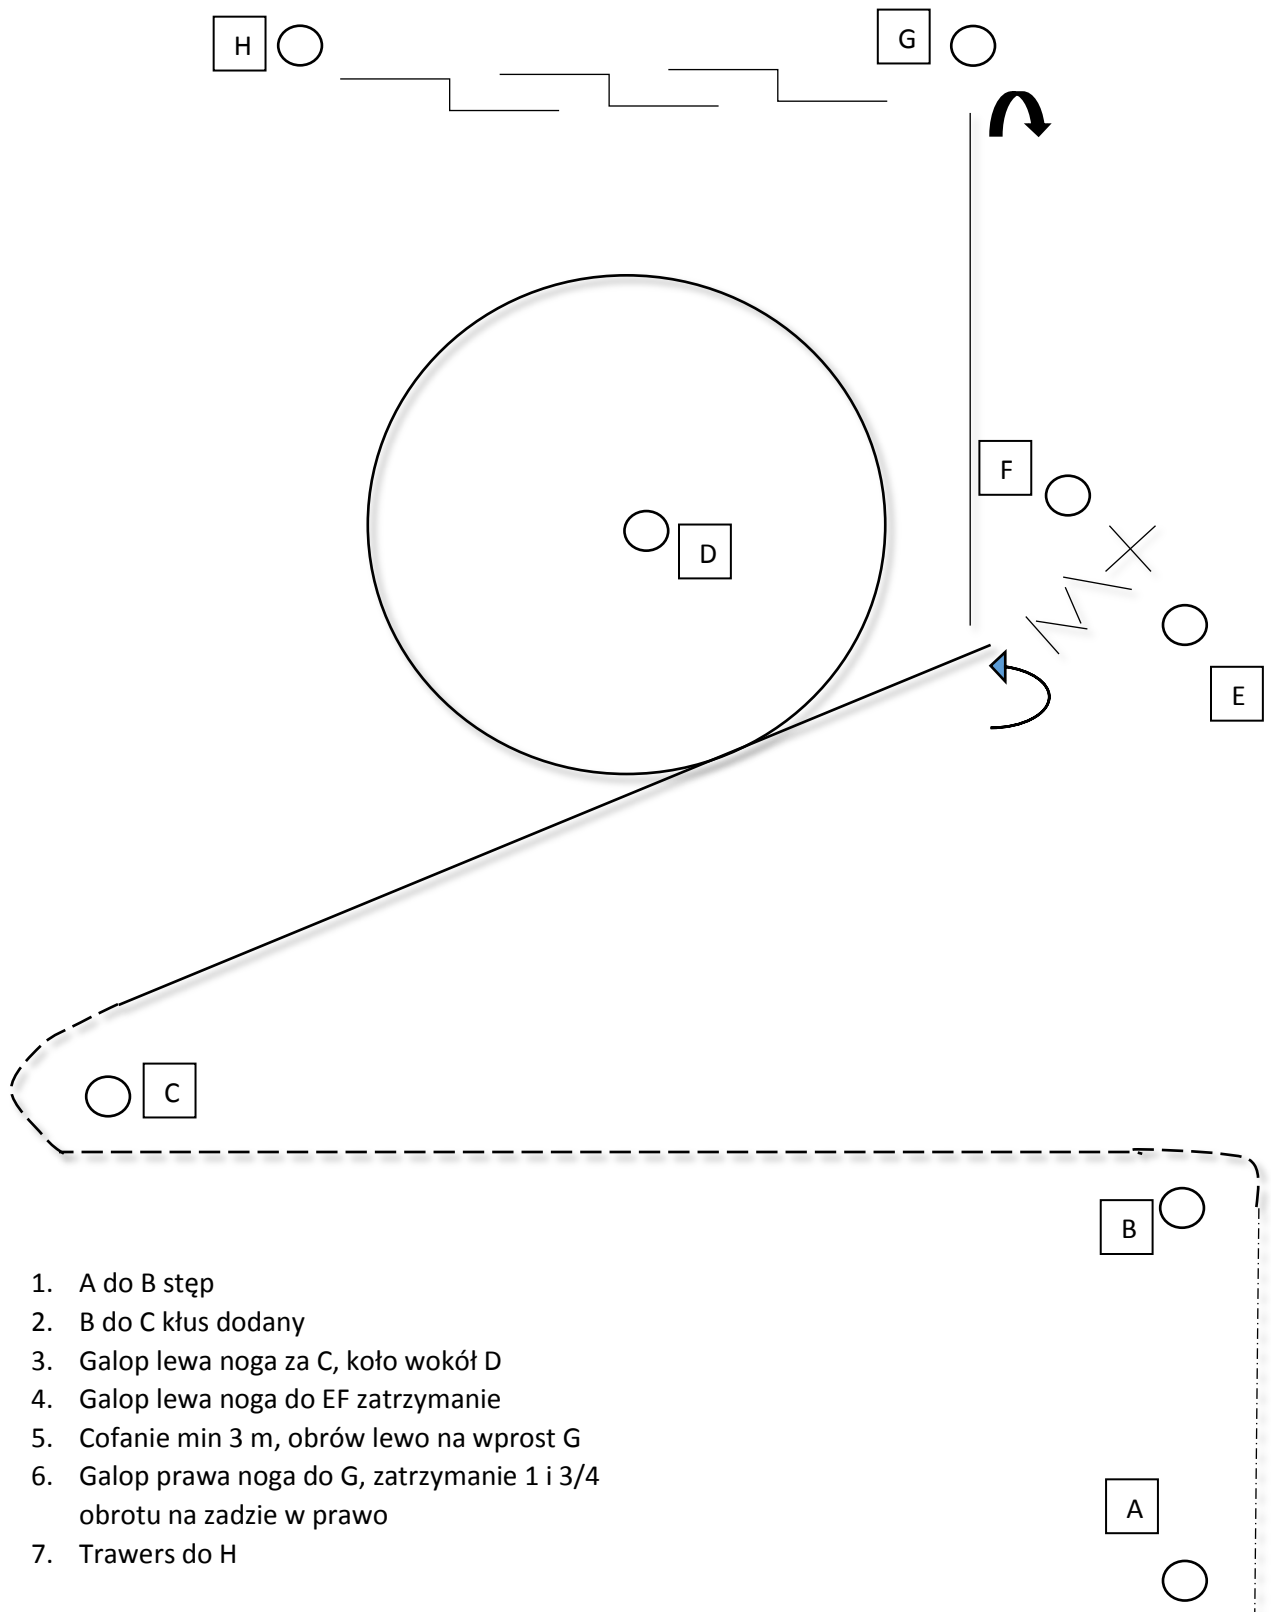 H
G
F
D
E
C
B
1. A do B stęp
2. B do C kłus dodany
3. Galop lewa noga za C, koło wokół D
4. Galop lewa noga do EF zatrzymanie
5. Cofanie min 3 m, obrów lewo na wprost G
6. Galop prawa noga do G, zatrzymanie 1 i 3/4
obrotu na zadzie w prawo
A
7. Trawers do H